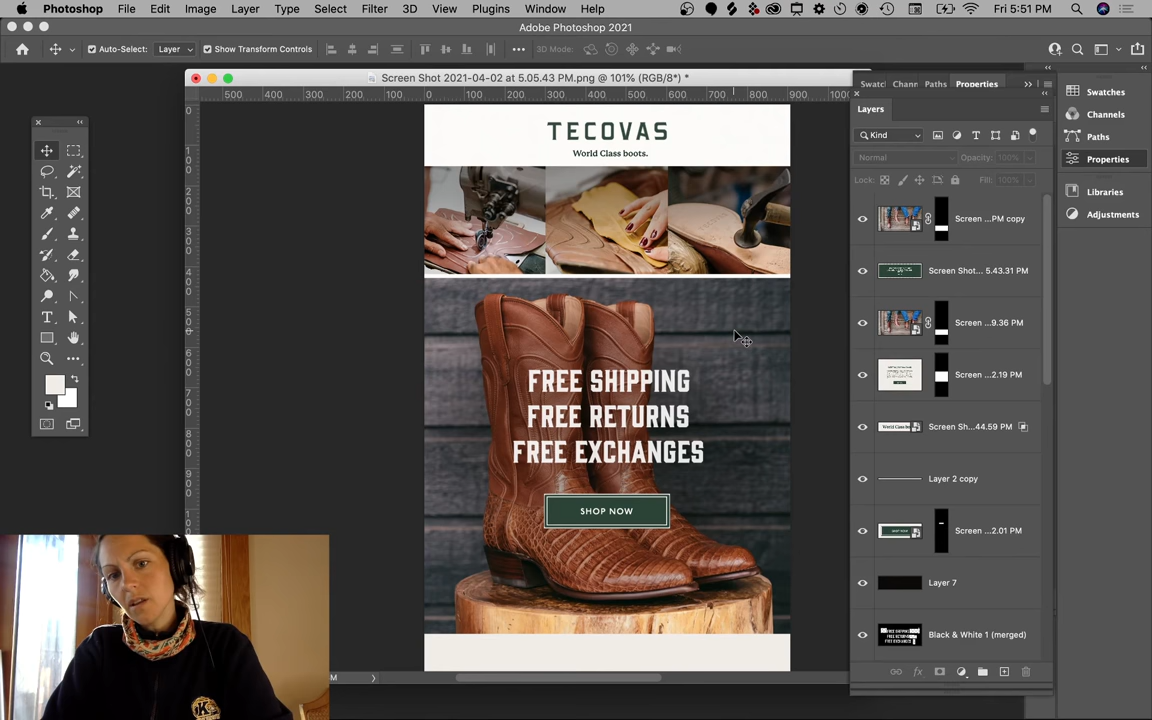 Photoshop File Edit Image Layer Type Select Filter 3D View Plugins Window Help Fri 5:51 PM
Adobe Photoshop 2021
Auto-Select: Layer Show Transform Controls 3D Mode:
Screen Shot 2021-04-02 at 5.05.43 PM.png @ 101% (RGB/8*) *
500 400 300 200 100 0 100 200 300 400 500 600 700 800 900
Swatc Chann Paths Properties
Layers
Kind
Normal Opacity: 100%
Lock: Fill: 100%
Screen ...PM copy
Screen Shot... 5.43.31 PM
Screen ...9.36 PM
Screen ...2.19 PM
Screen Sh...44.59 PM
Layer 2 copy
Screen ...2.01 PM
Layer 7
Black & White 1 (merged)
Swatches
Channels
Paths
Properties
Libraries
Adjustments
TECOVAS
World Class boots.
FREE SHIPPING
FREE RETURNS
FREE EXCHANGES
SHOP NOW